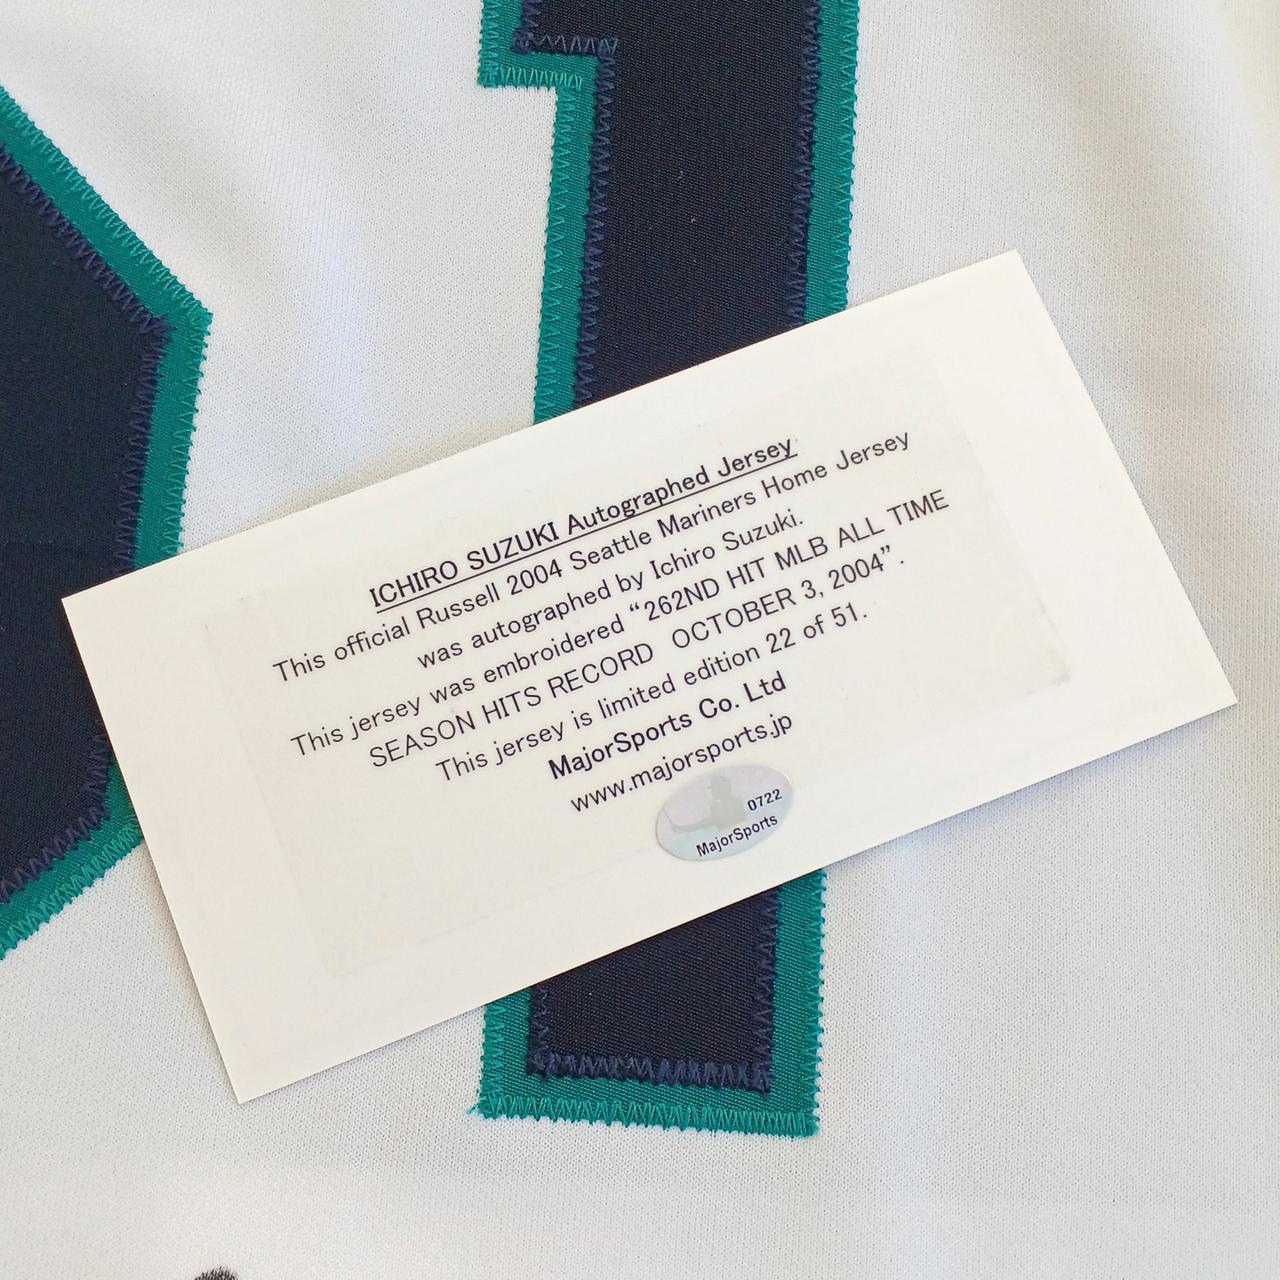 ICHIRO SUZUKI Autographed Jersey
This official Russell 2004 Seattle Mariners Home Jersey
was autographed by Ichiro Suzuki.
This jersey was embroidered “262ND HIT MLB ALL TIME
SEASON HITS RECORD OCTOBER 3, 2004”.
This jersey is limited edition 22 of 51.
MajorSports Co. Ltd
www.majorsports.jp
0722
MajorSports